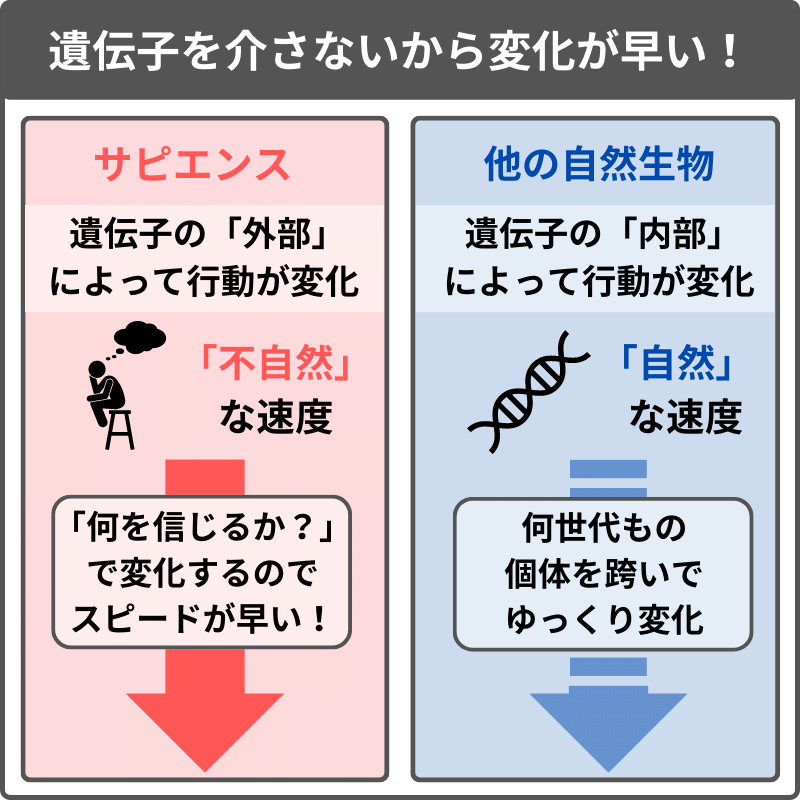 遺伝子を介さないから変化が早い！
サピエンス
遺伝子の「外部」
によって行動が変化
「不自然」
な速度
「何を信じるか？」
で変化するので
スピードが早い！
他の自然生物
遺伝子の「内部」
によって行動が変化
「自然」
な速度
何世代もの
個体を跨いで
ゆっくり変化